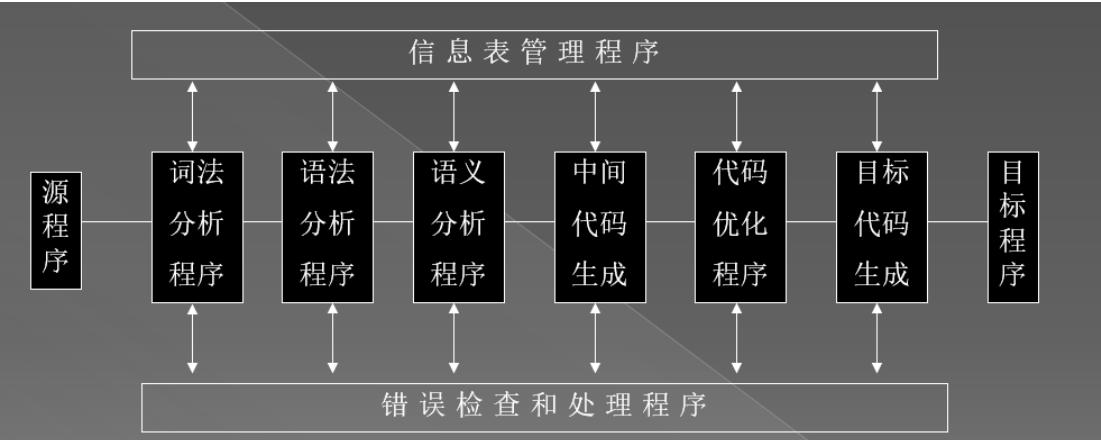 信息表管理程序
源程序
词法
分析
程序
语法
分析
程序
语义
分析
程序
中间
代码
生成
代码
优化
程序
目标
代码
生成
目标程序
错误检查和处理程序